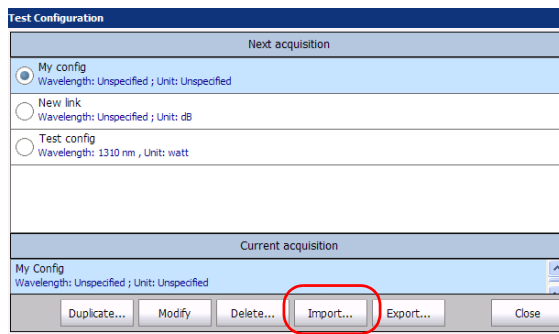 Test Configuration
Next acquisition
My config
Wavelength: Unspecified ; Unit: Unspecified
New link
Wavelength: Unspecified ; Unit: dB
Test config
Wavelength: 1310 nm , Unit: watt
Current acquisition
My Config
Wavelength: Unspecified ; Unit: Unspecified
Duplicate... Modify Delete... Import... Export... Close